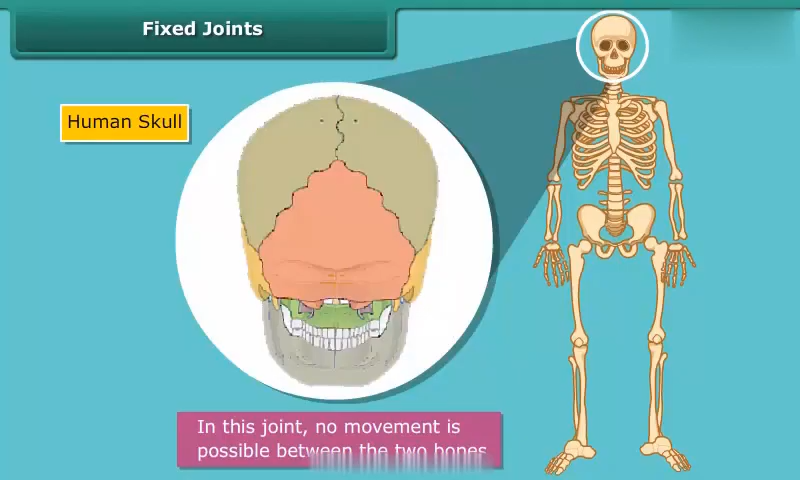 Fixed Joints
Human Skull
In this joint, no movement is
possible between the two bones